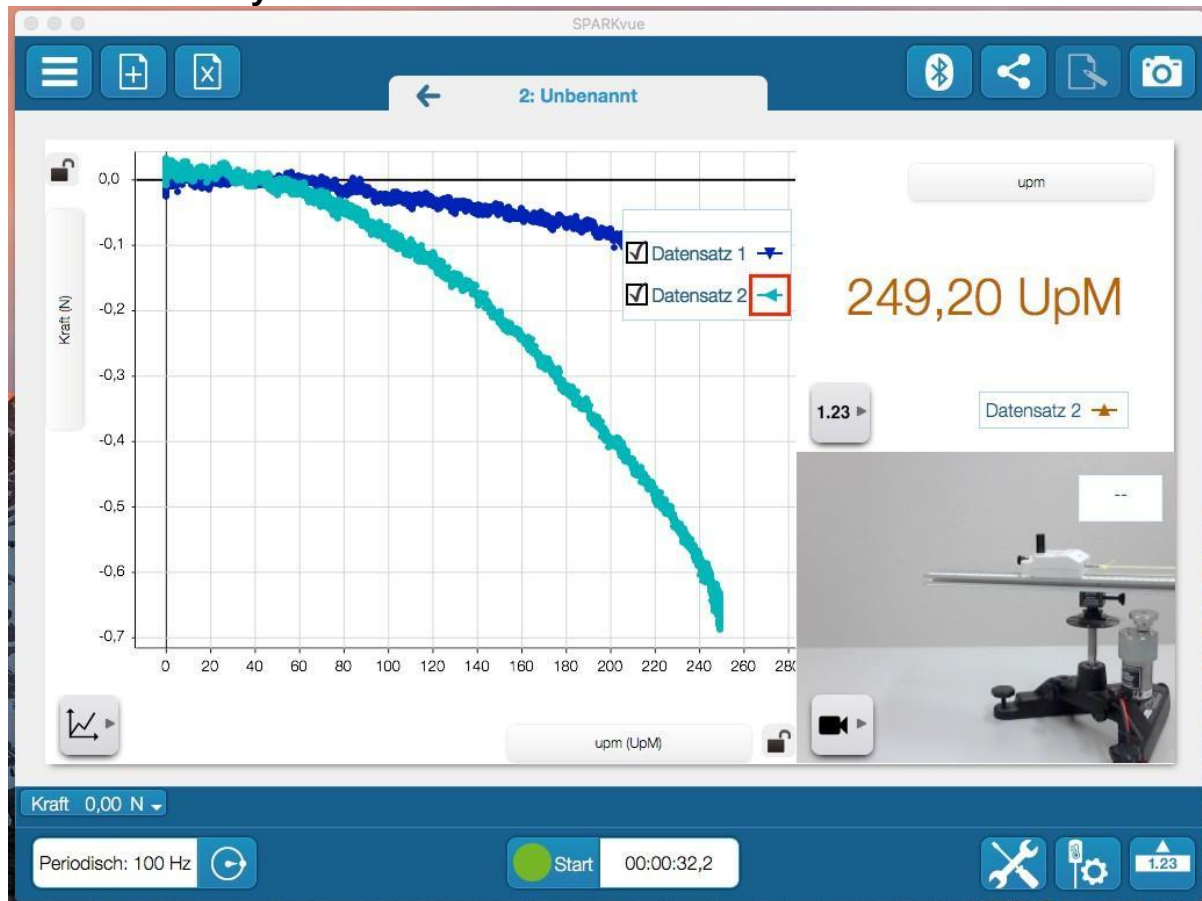 SPARKvue
2: Unbenannt
0,0
-0,1
-0,2
-0,3
-0,4
-0,5
-0,6
-0,7
Kraft (N)
0 20 40 60 80 100 120 140 160 180 200 220 240 260 280
upm (UpM)
Datensatz 1
Datensatz 2
upm
249,20 UpM
1.23
Datensatz 2
--
Kraft 0,00 N
Periodisch: 100 Hz
Start
00:00:32,2
1.23